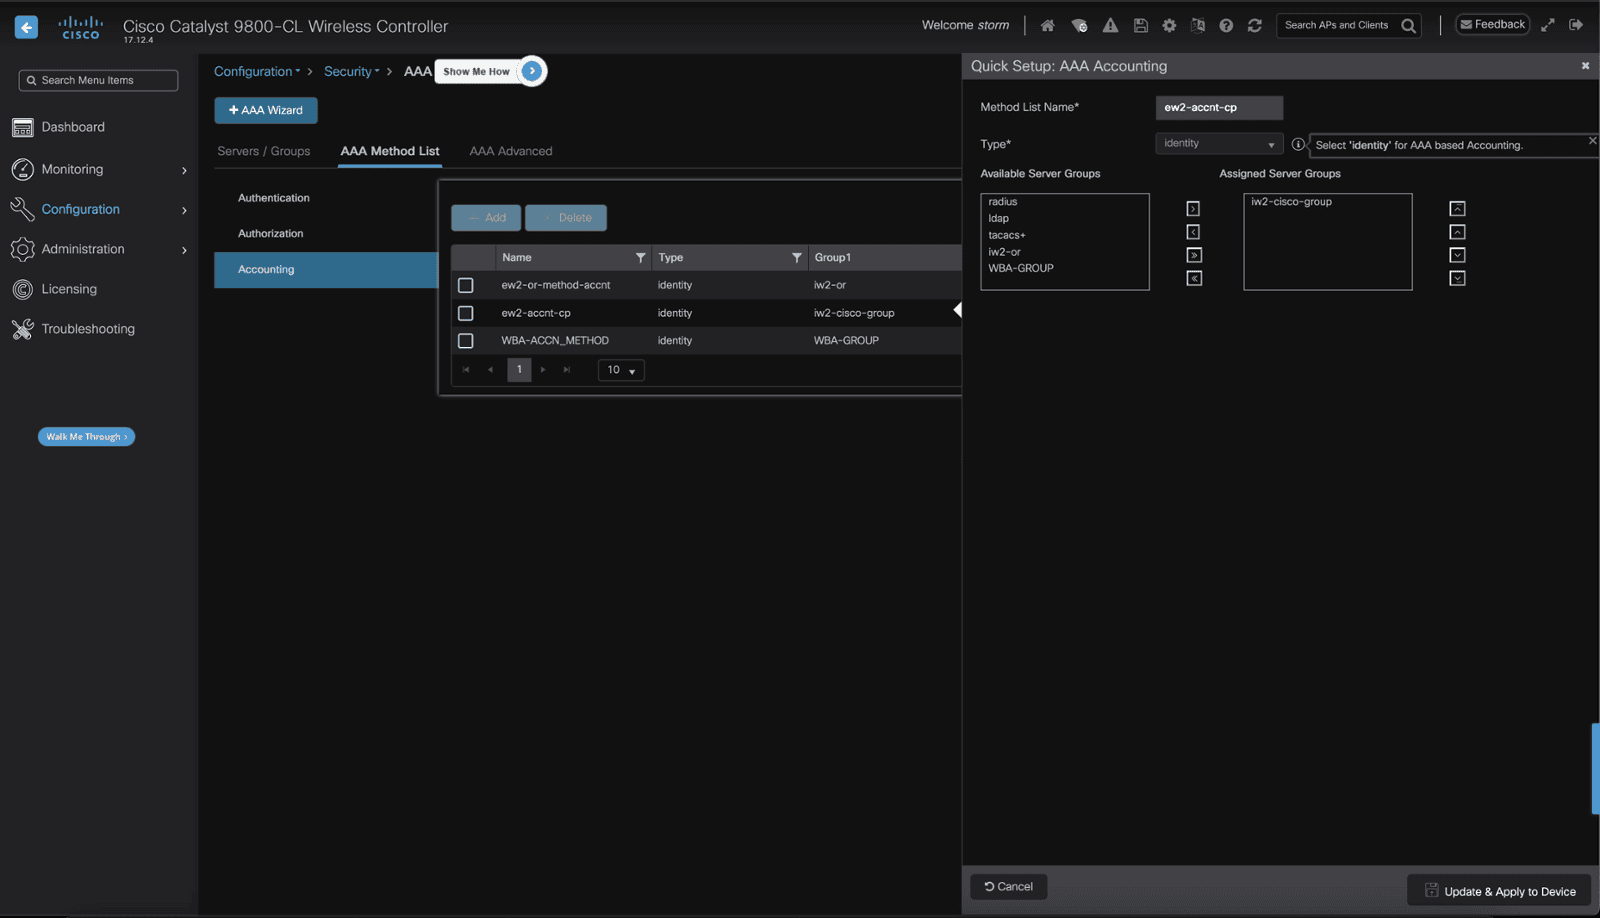 CISCO
Cisco Catalyst 9800-CL Wireless Controller
17.12.4
Welcome storm
Search APs and Clients
Feedback
Search Menu Items
Dashboard
Monitoring
Configuration
Administration
Licensing
Troubleshooting
Walk Me Through ›
Configuration > Security > AAA
Show Me How
+ AAA Wizard
Servers / Groups AAA Method List AAA Advanced
Authentication
Authorization
Accounting
Add Delete
Name Type Group1
ew2-or-method-accnt identity iw2-or
ew2-accnt-cp identity iw2-cisco-group
WBA-ACCN_METHOD identity WBA-GROUP
1 10
Quick Setup: AAA Accounting
Method List Name* ew2-accnt-cp
Type* identity
Select 'identity' for AAA based Accounting.
Available Server Groups Assigned Server Groups
radius
ldap
tacacs+
iw2-or
WBA-GROUP
iw2-cisco-group
Cancel
Update & Apply to Device